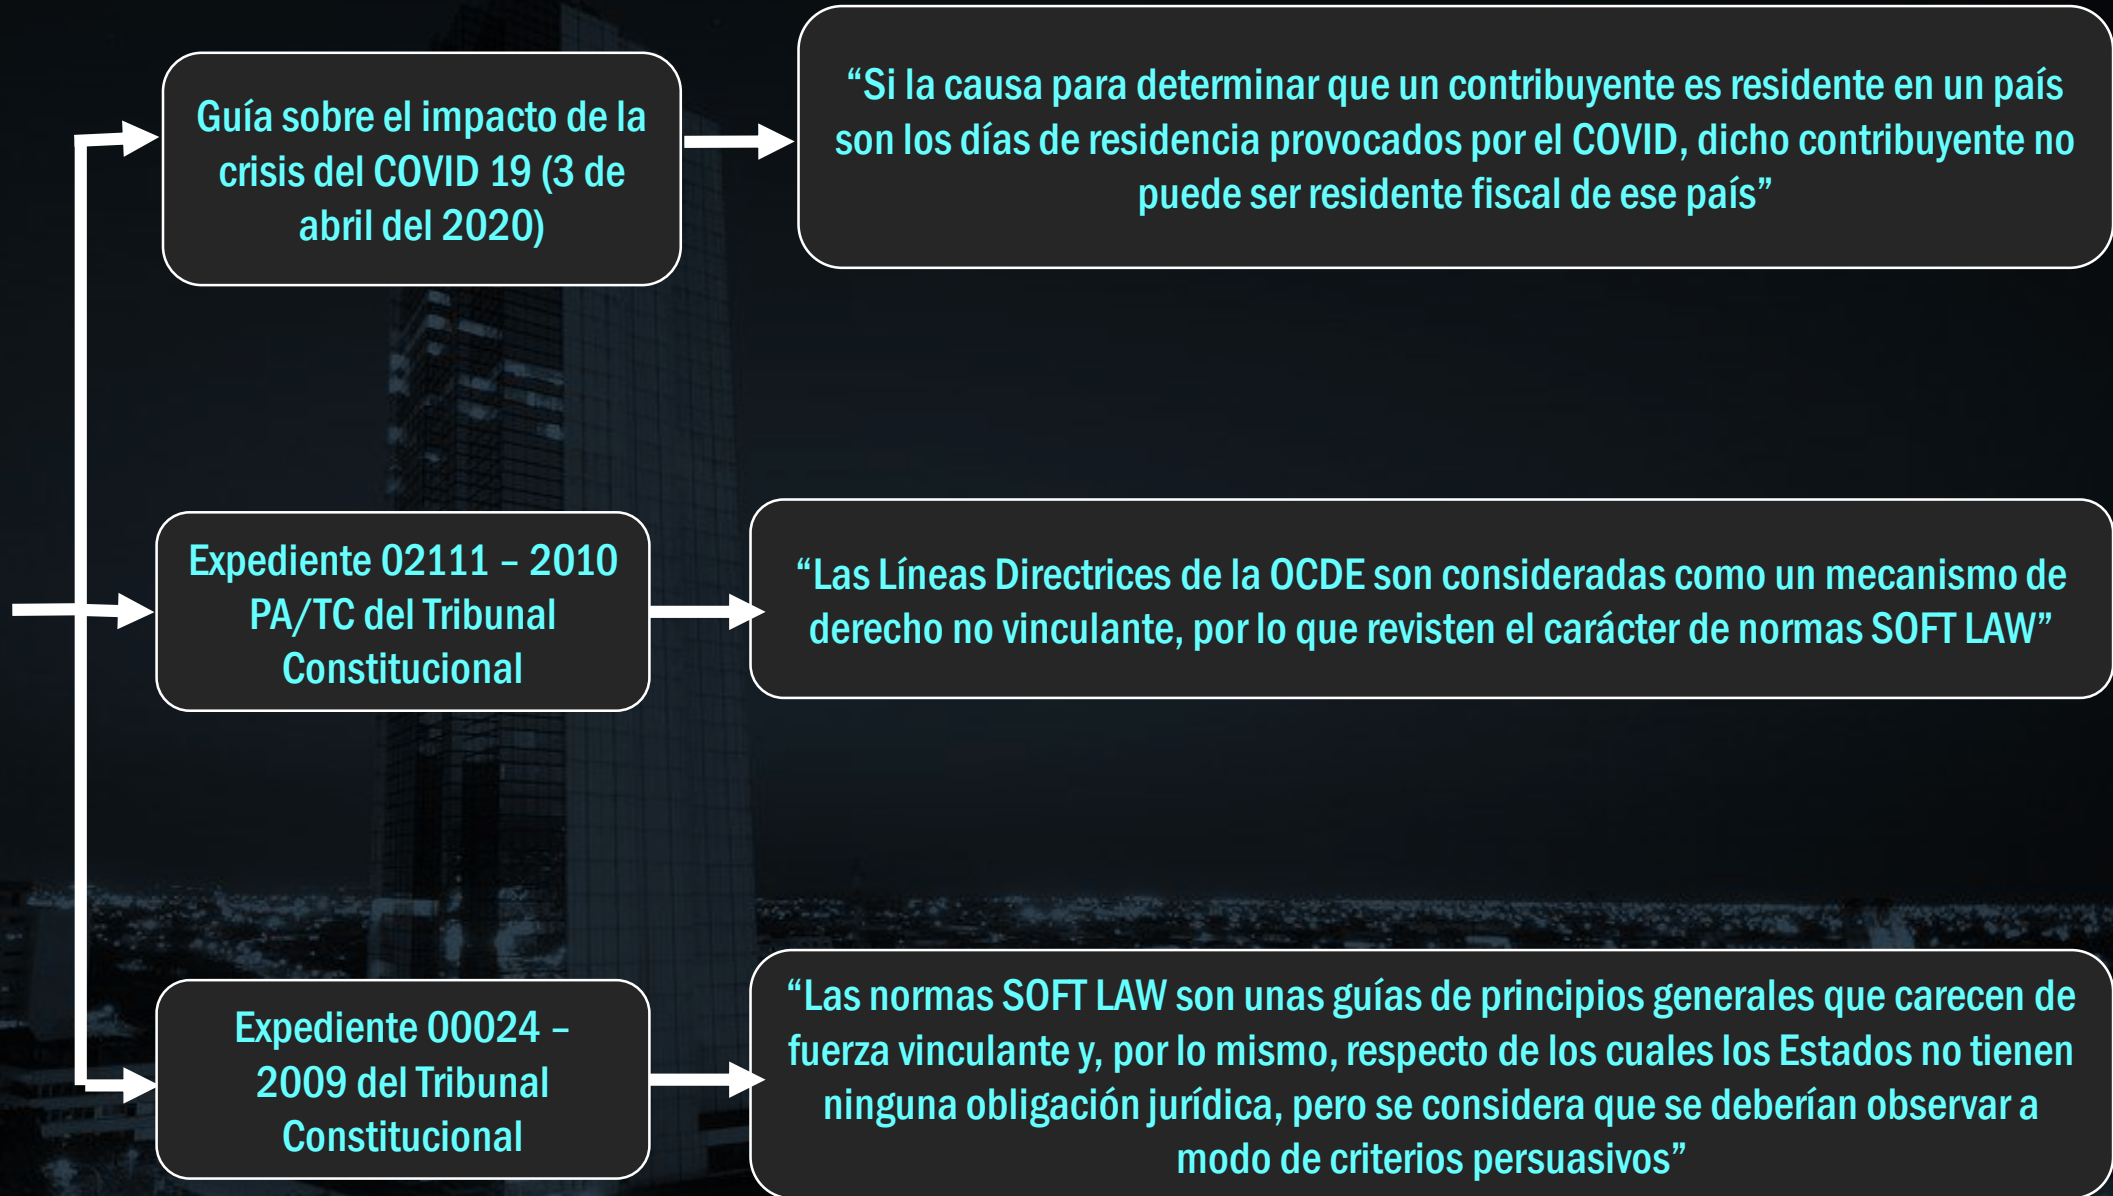 Guía sobre el impacto de la
crisis del COVID 19 (3 de
abril del 2020)
“Si la causa para determinar que un contribuyente es residente en un país
son los días de residencia provocados por el COVID, dicho contribuyente no
puede ser residente fiscal de ese país”
Expediente 02111 – 2010
PA/TC del Tribunal
Constitucional
“Las Líneas Directrices de la OCDE son consideradas como un mecanismo de
derecho no vinculante, por lo que revisten el carácter de normas SOFT LAW”
Expediente 00024 –
2009 del Tribunal
Constitucional
“Las normas SOFT LAW son unas guías de principios generales que carecen de
fuerza vinculante y, por lo mismo, respecto de los cuales los Estados no tienen
ninguna obligación jurídica, pero se considera que se deberían observar a
modo de criterios persuasivos”